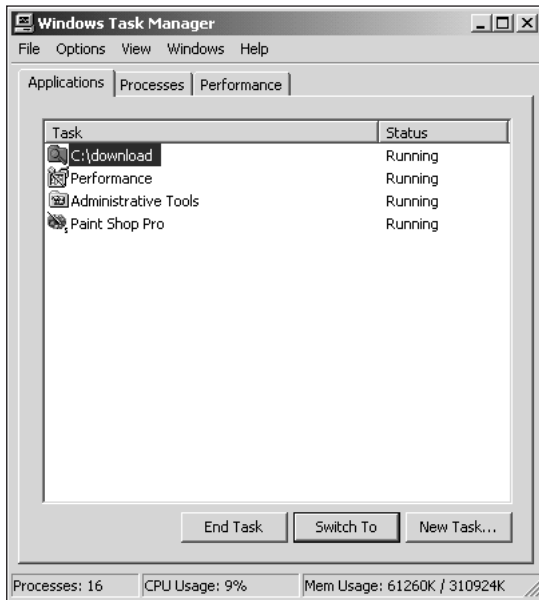 Windows Task Manager
File Options View Windows Help
Applications Processes Performance
Task Status
C:\download Running
Performance Running
Administrative Tools Running
Paint Shop Pro Running
End Task Switch To New Task...
Processes: 16 CPU Usage: 9% Mem Usage: 61260K / 310924K